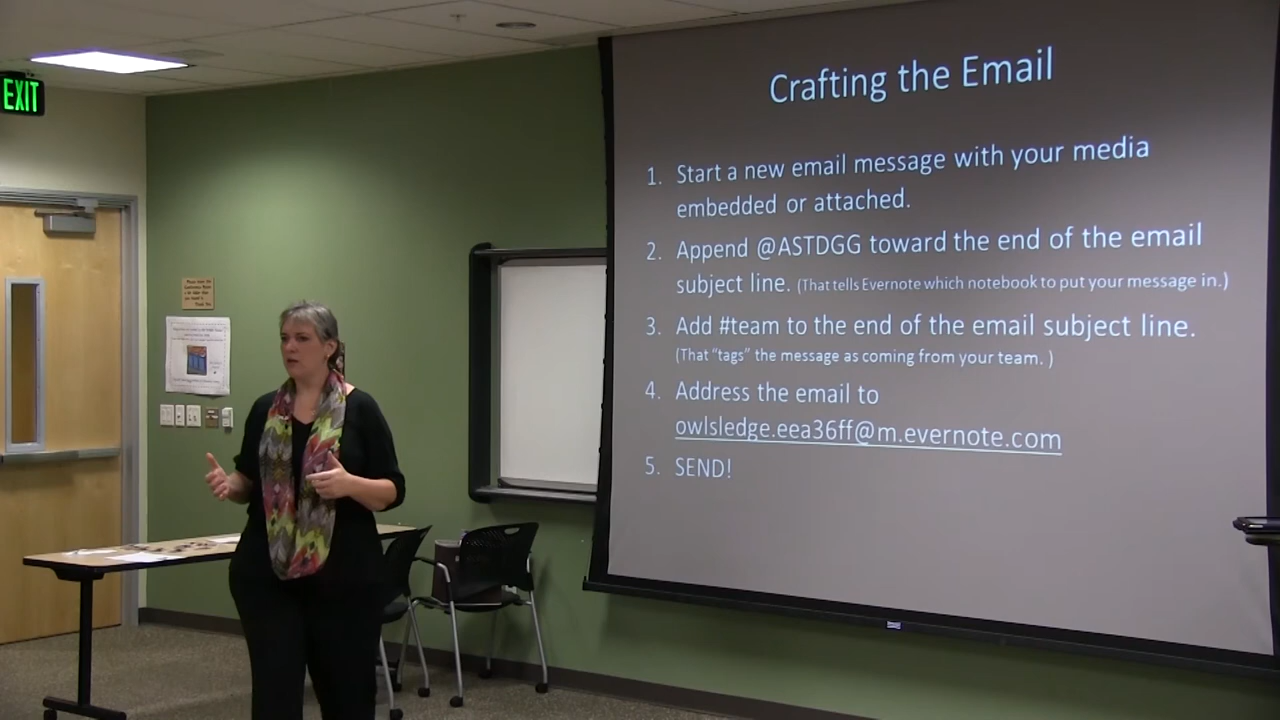 EXIT
Crafting the Email
1. Start a new email message with your media
embedded or attached.
2. Append @ASTDGG toward the end of the email
subject line. (That tells Evernote which notebook to put your message in.)
3. Add #team to the end of the email subject line.
(That “tags” the message as coming from your team. )
4. Address the email to
owlsledge.eea36ff@m.evernote.com
5. SEND!